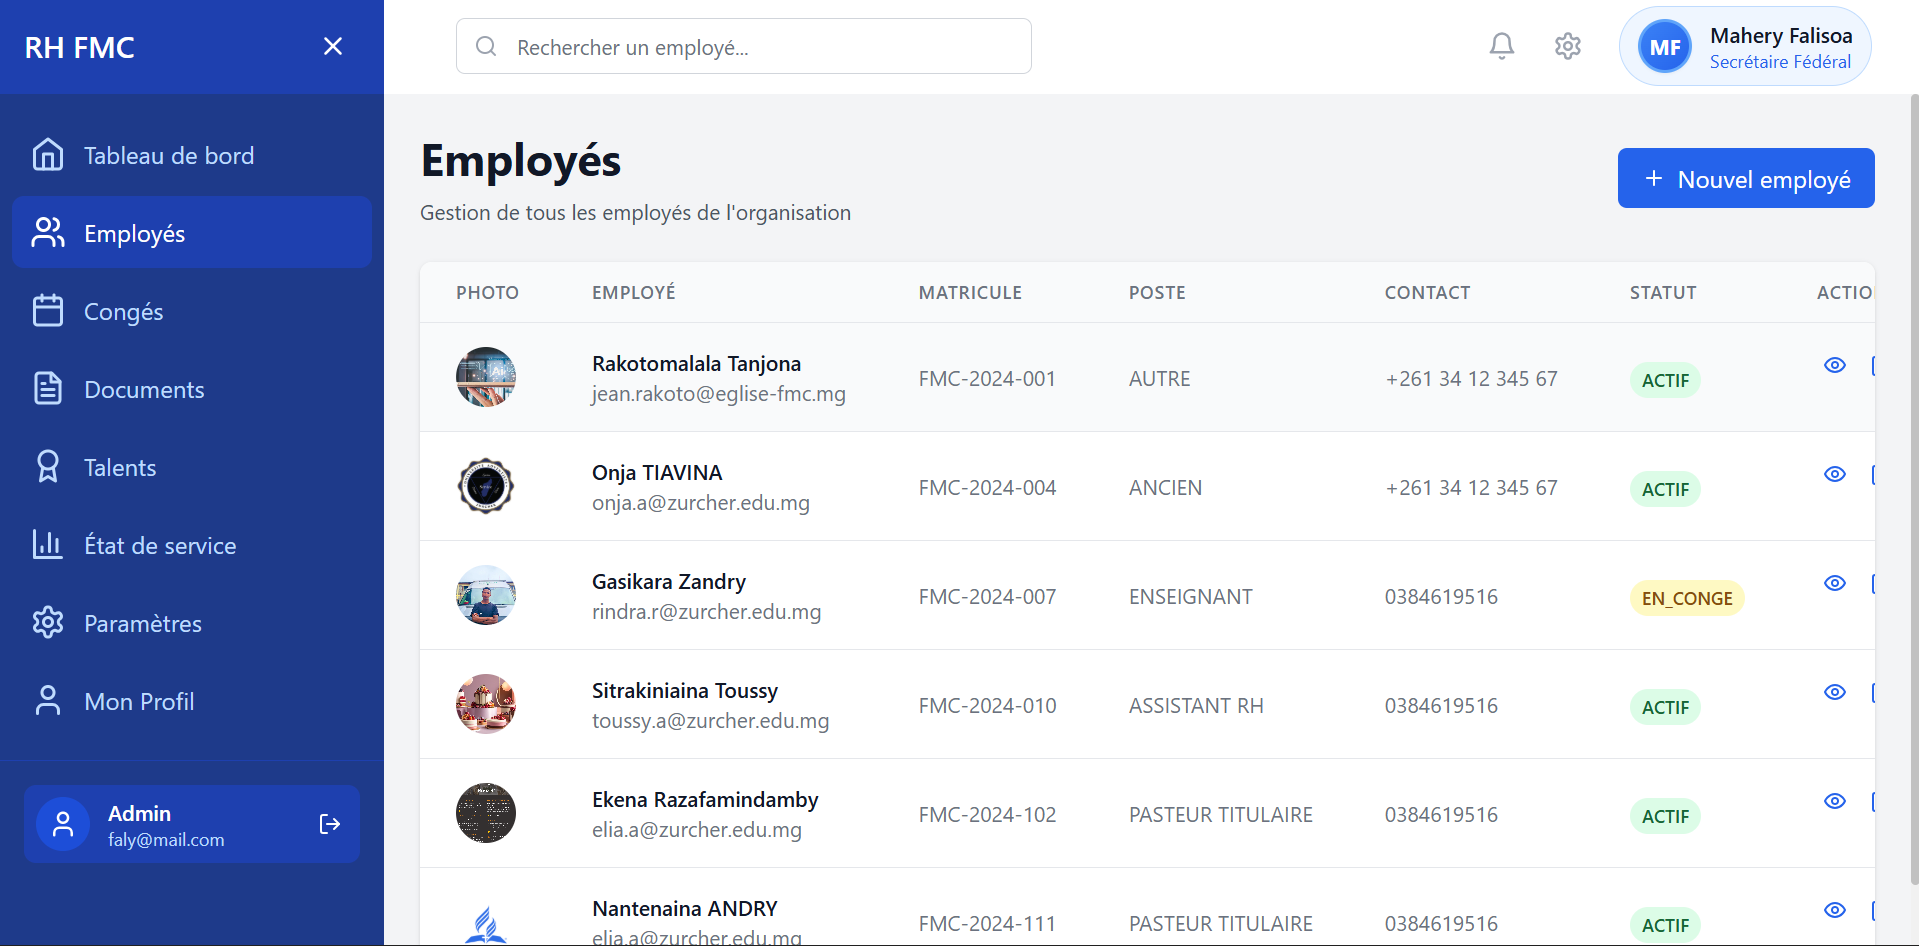 RH FMC
Rechercher un employé...
MF
Mahery Falisoa
Secrétaire Fédéral
Tableau de bord
Employés
Congés
Documents
Talents
État de service
Paramètres
Mon Profil
Admin
faly@mail.com
Employés
Gestion de tous les employés de l'organisation
+ Nouvel employé
PHOTO EMPLOYÉ MATRICULE POSTE CONTACT STATUT ACTIO
Rakotomalala Tanjona
jean.rakoto@eglise-fmc.mg
FMC-2024-001 AUTRE +261 34 12 345 67 ACTIF
Onja TIAVINA
onja.a@zurcher.edu.mg
FMC-2024-004 ANCIEN +261 34 12 345 67 ACTIF
Gasikara Zandry
rindra.r@zurcher.edu.mg
FMC-2024-007 ENSEIGNANT 0384619516 EN_CONGE
Sitrakiniaina Toussy
toussy.a@zurcher.edu.mg
FMC-2024-010 ASSISTANT RH 0384619516 ACTIF
Ekena Razafamindamby
elia.a@zurcher.edu.mg
FMC-2024-102 PASTEUR TITULAIRE 0384619516 ACTIF
Nantenaina ANDRY
elia.a@zurcher.edu.mg
FMC-2024-111 PASTEUR TITULAIRE 0384619516 ACTIF